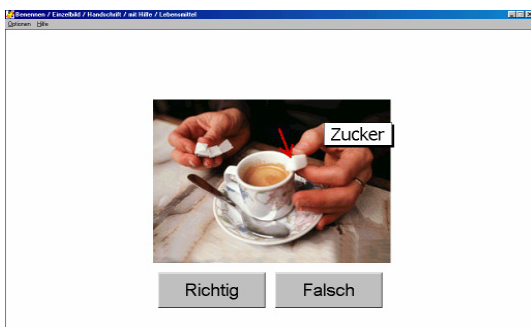 Benennen / Einzelbild / Handschrift / mit Hilfe / Lebensmittel
Optionen Hilfe
Zucker
Richtig Falsch